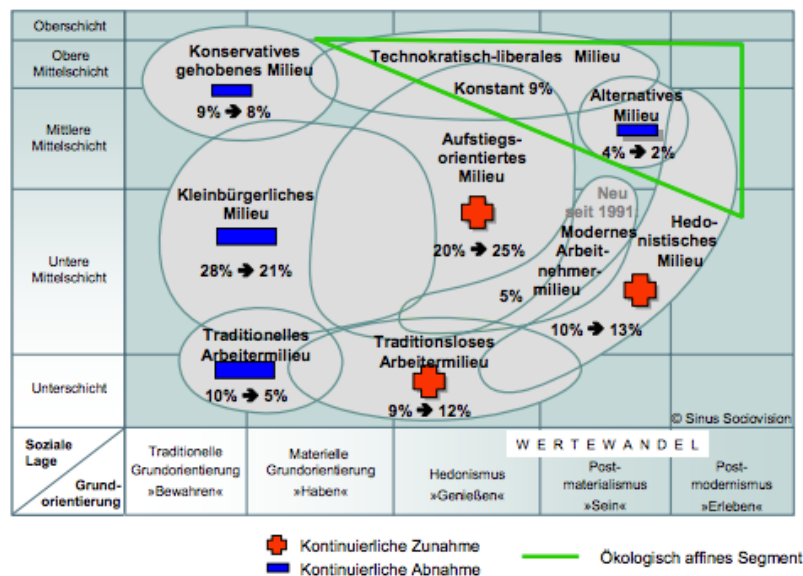 Oberschicht
Obere
Mittelschicht
Mittlere
Mittelschicht
Untere
Mittelschicht
Unterschicht
Konservatives
gehobenes Milieu
9% ➔ 8%
Technokratisch-liberales Milieu
Konstant 9%
Alternatives
Milieu
4% ➔ 2%
Aufstiegs-
orientiertes
Milieu
20% ➔ 25%
Kleinbürgerliches
Milieu
28% ➔ 21%
Neu
seit 1991:
Modernes
Arbeit-
nehmer-
milieu
5%
Hedo-
nistisches
Milieu
10% ➔ 13%
Traditionelles
Arbeitermilieu
10% ➔ 5%
Traditionsloses
Arbeitermilieu
9% ➔ 12%
© Sinus Sociovision
Soziale
Lage
Grund-
orientierung
WERTEWANDEL
Traditionelle
Grundorientierung
»Bewahren«
Materielle
Grundorientierung
»Haben«
Hedonismus
»Genießen«
Post-
materialismus
»Sein«
Post-
modernismus
»Erleben«
Kontinuierliche Zunahme
Kontinuierliche Abnahme
Ökologisch affines Segment